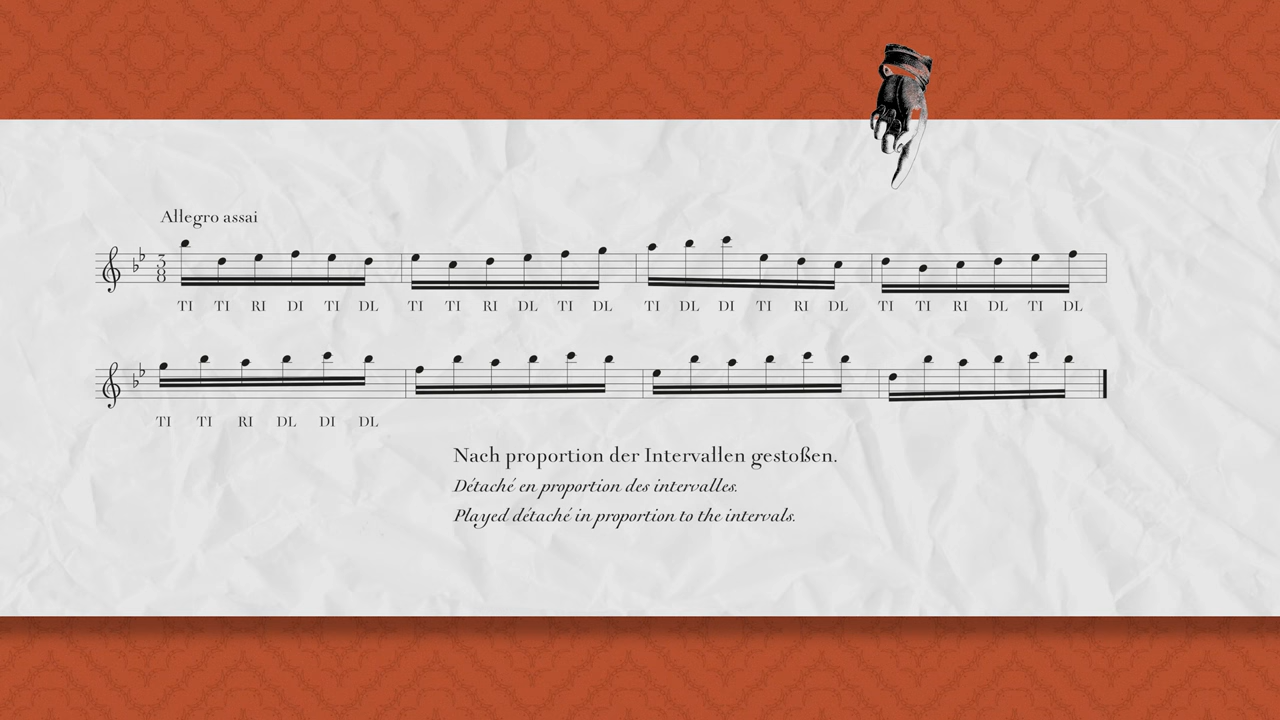 Allegro assai
3
8
TI TI RI DI TI DL TI TI RI DL TI DL TI DL DI TI RI DL TI TI RI DL TI DL
TI TI RI DL DI DL
Nach proportion der Intervallen gestoßen.
Détaché en proportion des intervalles.
Played détaché in proportion to the intervals.